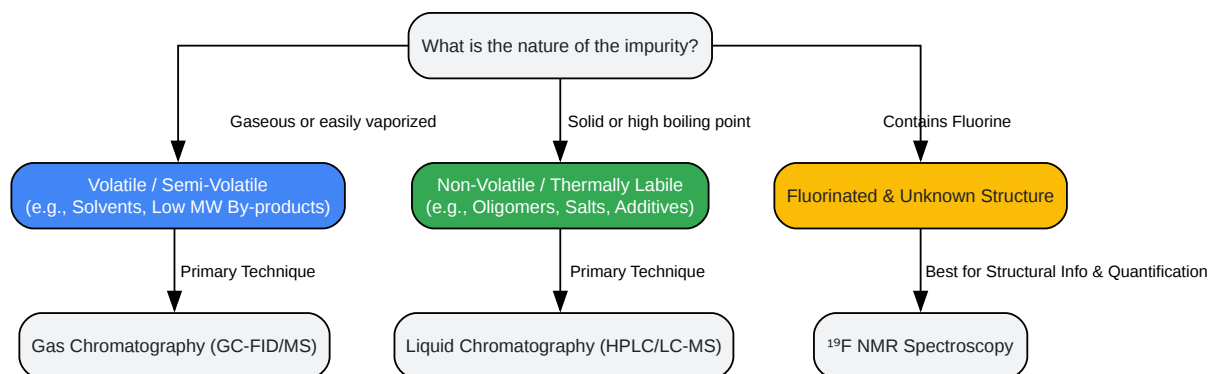 What is the nature of the impurity?
Gaseous or easily vaporized
Solid or high boiling point
Contains Fluorine
Volatile / Semi-Volatile
(e.g., Solvents, Low MW By-products)
Non-Volatile / Thermally Labile
(e.g., Oligomers, Salts, Additives)
Fluorinated & Unknown Structure
Primary Technique
Primary Technique
Best for Structural Info & Quantification
Gas Chromatography (GC-FID/MS)
Liquid Chromatography (HPLC/LC-MS)
¹⁹F NMR Spectroscopy